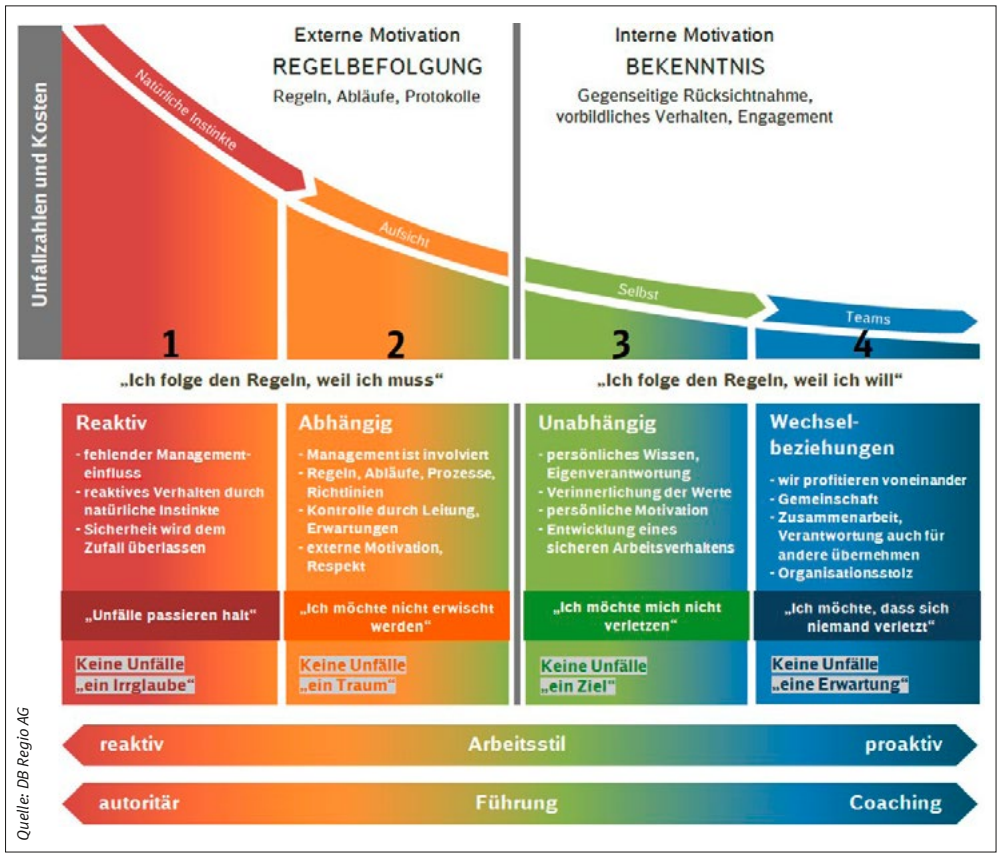 Externe Motivation
REGELBEFOLGUNG
Regeln, Abläufe, Protokolle
Interne Motivation
BEKENNTNIS
Gegenseitige Rücksichtnahme,
vorbildliches Verhalten, Engagement
Unfallzahlen und Kosten
Natürliche Instinkte
Aufsicht
Selbst
Teams
1
2
3
4
„Ich folge den Regeln, weil ich muss“
„Ich folge den Regeln, weil ich will“
Reaktiv
- fehlender Management-
einfluss
- reaktives Verhalten durch
natürliche Instinkte
- Sicherheit wird dem
Zufall überlassen
„Unfälle passieren halt“
Keine Unfälle
„ein Irrglaube“
Abhängig
- Management ist involviert
- Regeln, Abläufe, Prozesse,
Richtlinien
- Kontrolle durch Leitung,
Erwartungen
- externe Motivation,
Respekt
„Ich möchte nicht erwischt
werden“
Keine Unfälle
„ein Traum“
Unabhängig
- persönliches Wissen,
Eigenverantwortung
- Verinnerlichung der Werte
- persönliche Motivation
- Entwicklung eines
sicheren Arbeitsverhaltens
„Ich möchte mich nicht
verletzen“
Keine Unfälle
„ein Ziel“
Wechsel-
beziehungen
- wir profitieren voneinander
- Gemeinschaft
- Zusammenarbeit,
Verantwortung auch für
andere übernehmen
- Organisationsstolz
„Ich möchte, dass sich
niemand verletzt“
Keine Unfälle
„eine Erwartung“
reaktiv
Arbeitsstil
proaktiv
autoritär
Führung
Coaching
Quelle: DB Regio AG